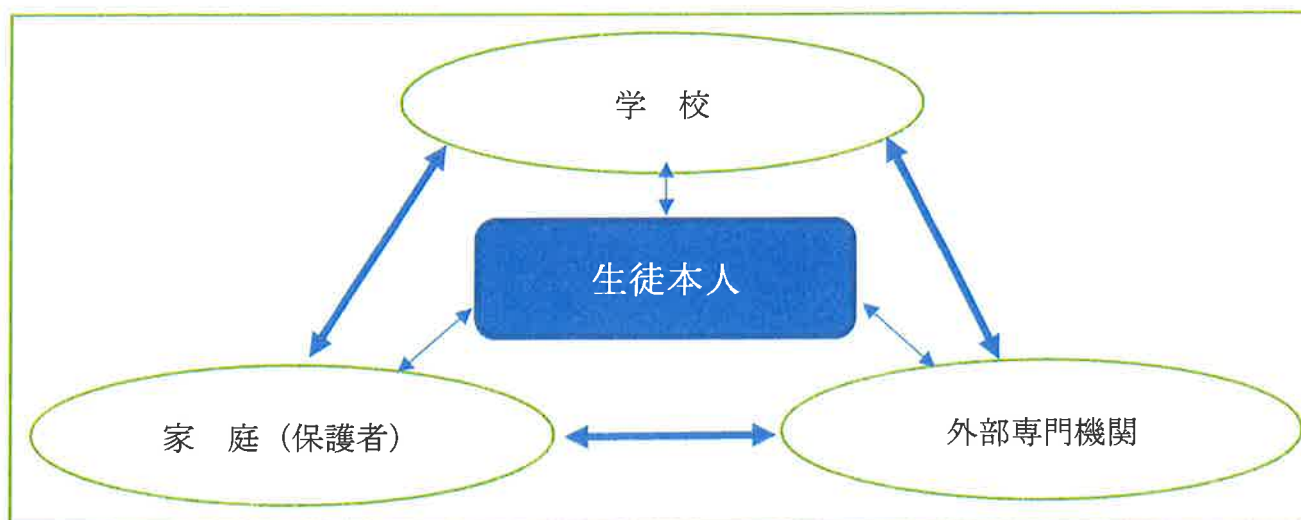 学　校
生徒本人
家　庭（保護者）
外部専門機関